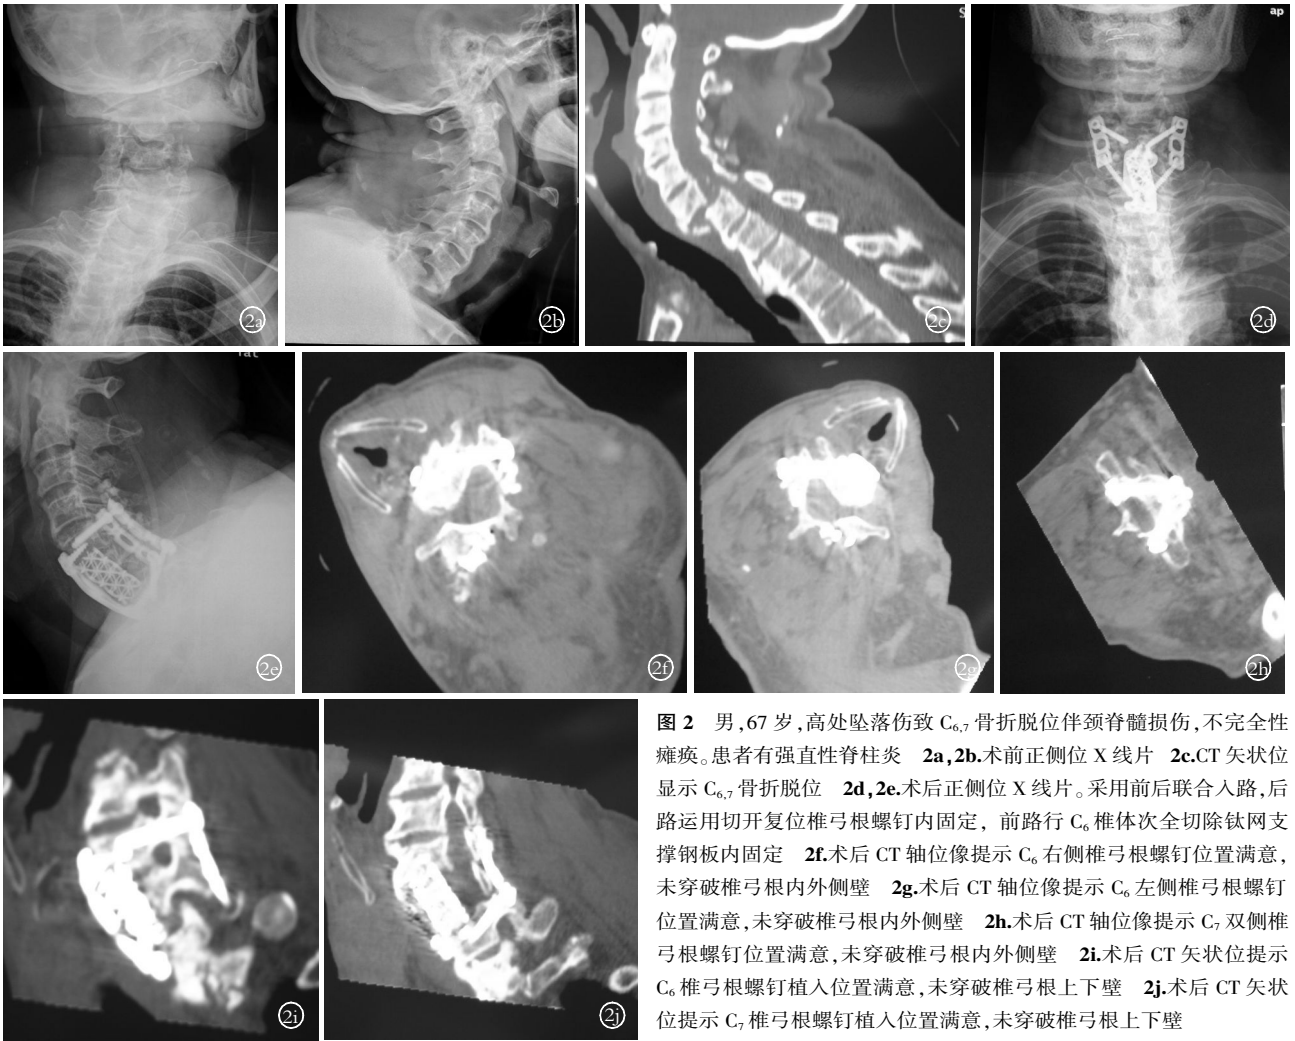 S
ap
2a
2b
2c
2d
lat
2e
2f
2g
2h
2i
2j
图 2 男,67 岁,高处坠落伤致 C6,7 骨折脱位伴颈脊髓损伤,不完全性
瘫痪。患者有强直性脊柱炎 2a,2b.术前正侧位 X 线片 2c.CT 矢状位
显示 C6,7 骨折脱位 2d,2e.术后正侧位 X 线片。采用前后联合入路,后
路运用切开复位椎弓根螺钉内固定, 前路行 C6 椎体次全切除钛网支
撑钢板内固定 2f.术后 CT 轴位像提示 C6 右侧椎弓根螺钉位置满意,
未穿破椎弓根内外侧壁 2g.术后 CT 轴位像提示 C6 左侧椎弓根螺钉
位置满意,未穿破椎弓根内外侧壁 2h.术后 CT 轴位像提示 C7 双侧椎
弓根螺钉位置满意,未穿破椎弓根内外侧壁 2i.术后 CT 矢状位提示
C6 椎弓根螺钉植入位置满意,未穿破椎弓根上下壁 2j.术后 CT 矢状
位提示 C7 椎弓根螺钉植入位置满意,未穿破椎弓根上下壁